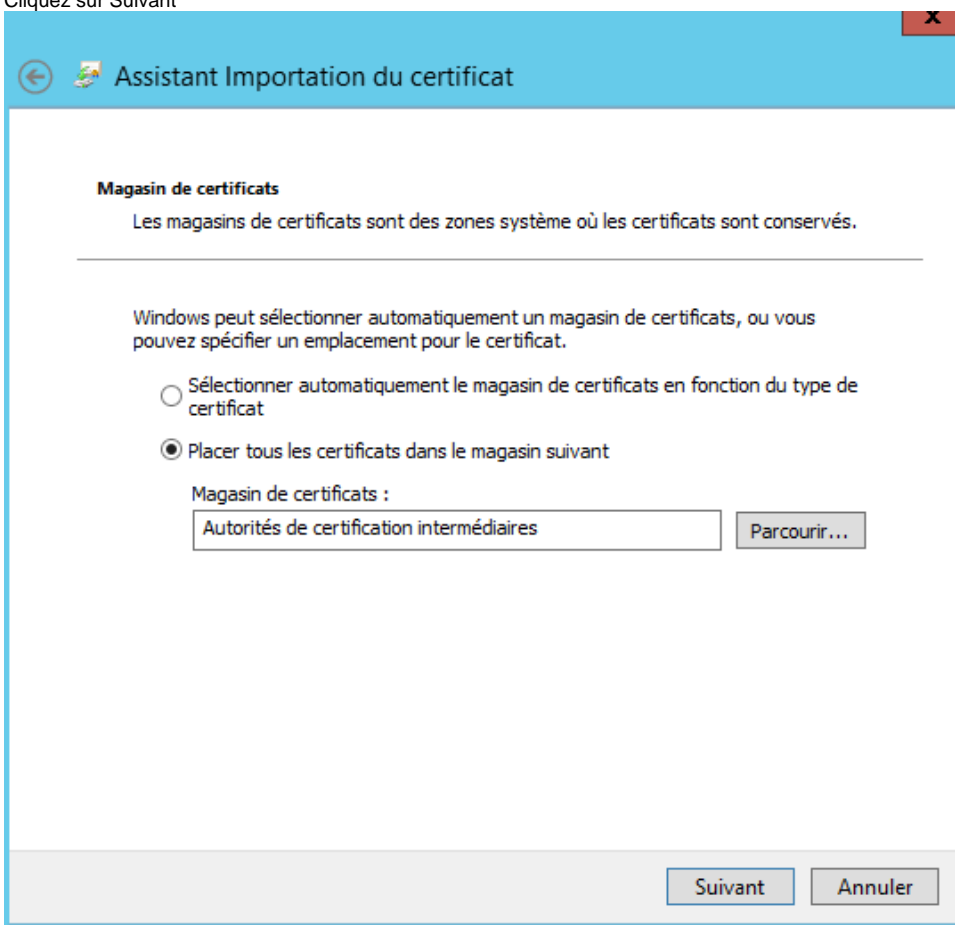 Cliquez sur Suivant
x
Assistant Importation du certificat
Magasin de certificats
Les magasins de certificats sont des zones système où les certificats sont conservés.
Windows peut sélectionner automatiquement un magasin de certificats, ou vous
pouvez spécifier un emplacement pour le certificat.
Sélectionner automatiquement le magasin de certificats en fonction du type de
certificat
Placer tous les certificats dans le magasin suivant
Magasin de certificats :
Autorités de certification intermédiaires
Parcourir...
Suivant
Annuler